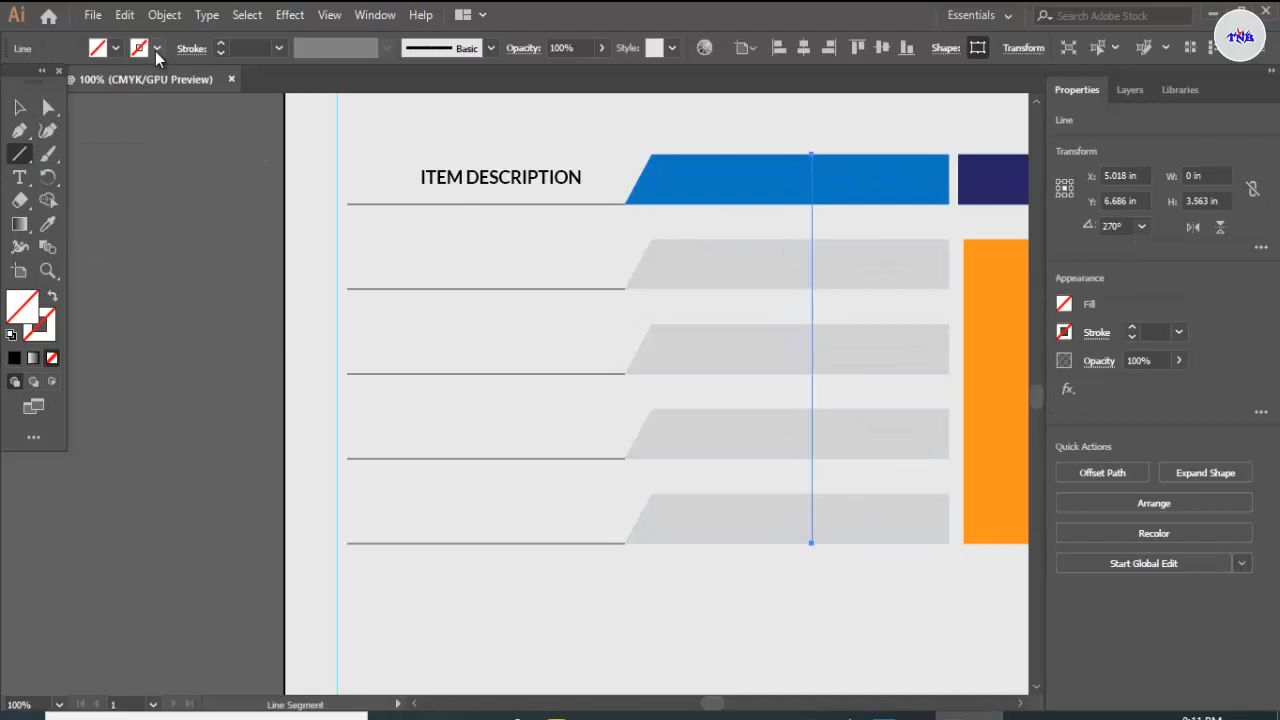 Ai File Edit Object Type Select Effect View Window Help Essentials Search Adobe Stock
TNB
Line Stroke: Basic Opacity: 100% Style: Shape: Transform
@ 100% (CMYK/GPU Preview) ×
Properties Layers Libraries
Line
Transform
X: 5.018 in W: 0 in
Y: 6.686 in H: 3.563 in
270°
Appearance
Fill
Stroke
Opacity 100%
fx.
Quick Actions
Offset Path Expand Shape
Arrange
Recolor
Start Global Edit
ITEM DESCRIPTION
100% 1 Line Segment